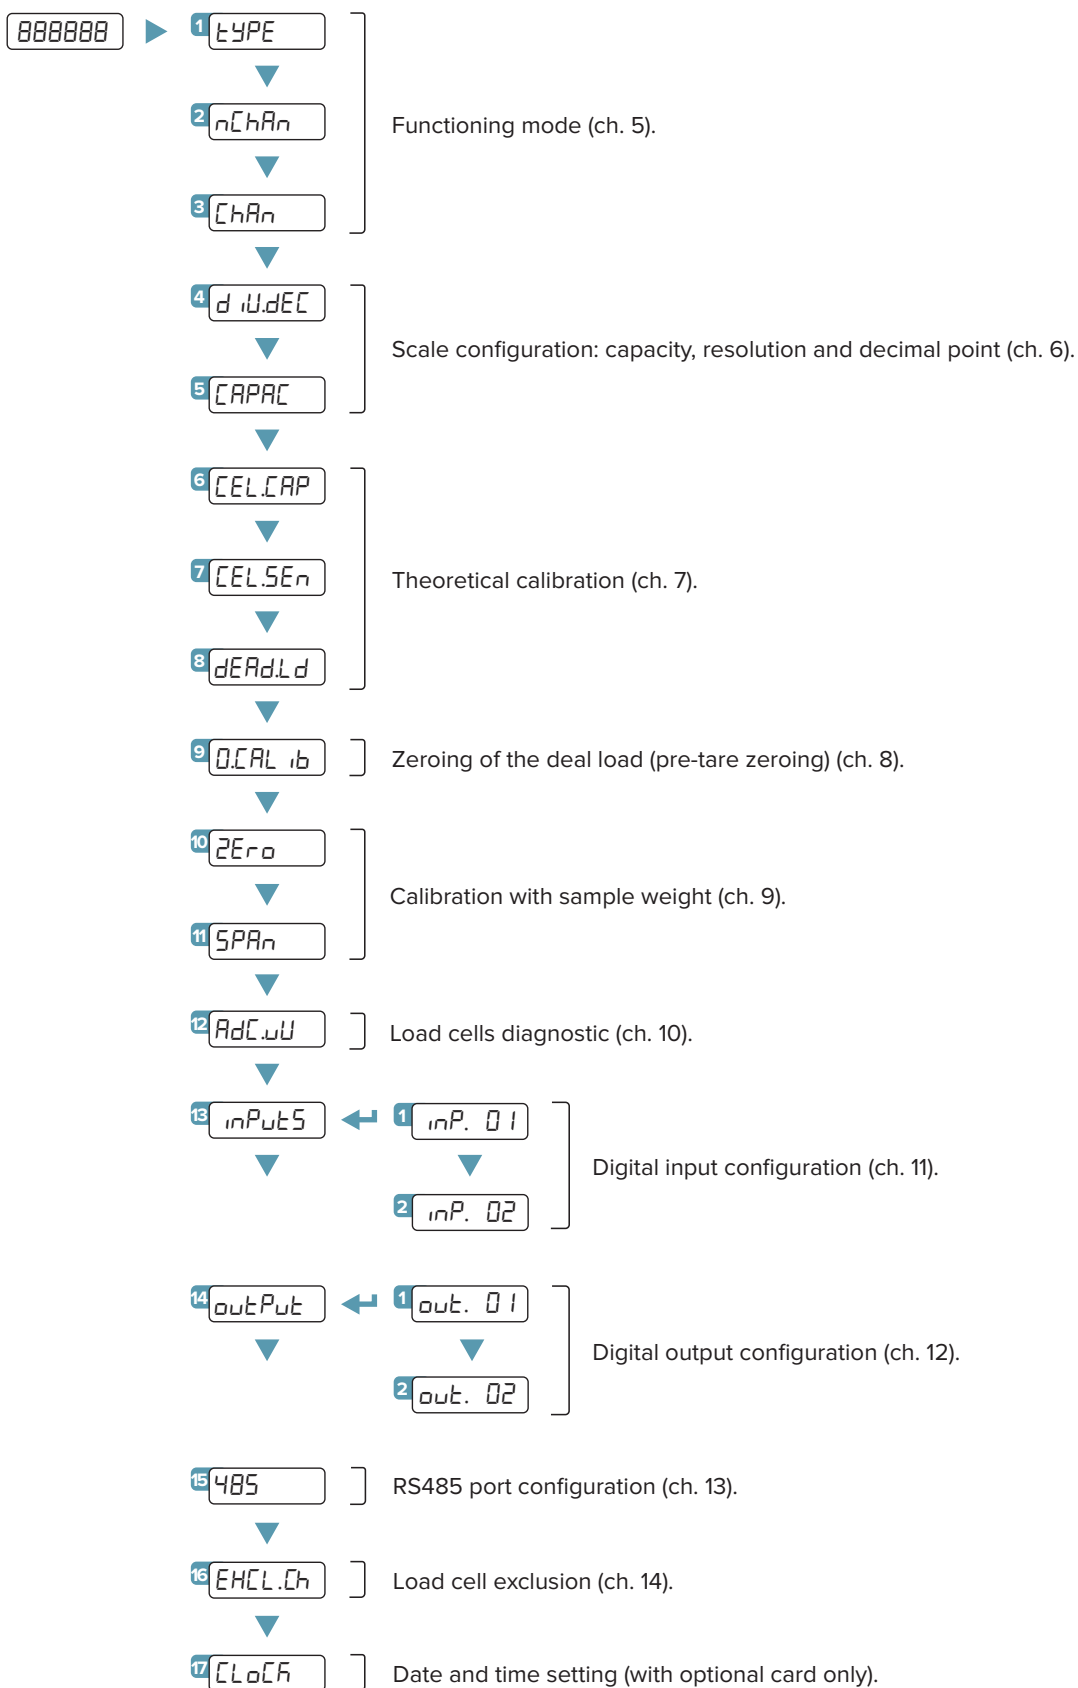 888888
1 tYPE
2 nChAn
Functioning mode (ch. 5).
3 ChAn
4 diU.dEC
Scale configuration: capacity, resolution and decimal point (ch. 6).
5 CAPAC
6 CEL.CAP
7 CEL.SEn
Theoretical calibration (ch. 7).
8 dEAd.Ld
9 0.CALib
Zeroing of the deal load (pre-tare zeroing) (ch. 8).
10 2Ero
Calibration with sample weight (ch. 9).
11 SPAn
12 AdC.uU
Load cells diagnostic (ch. 10).
13 inPutS
1 inP. 01
Digital input configuration (ch. 11).
2 inP. 02
14 outPut
1 out. 01
Digital output configuration (ch. 12).
2 out. 02
15 485
RS485 port configuration (ch. 13).
16 EHCL.Ch
Load cell exclusion (ch. 14).
17 CLoCK
Date and time setting (with optional card only).